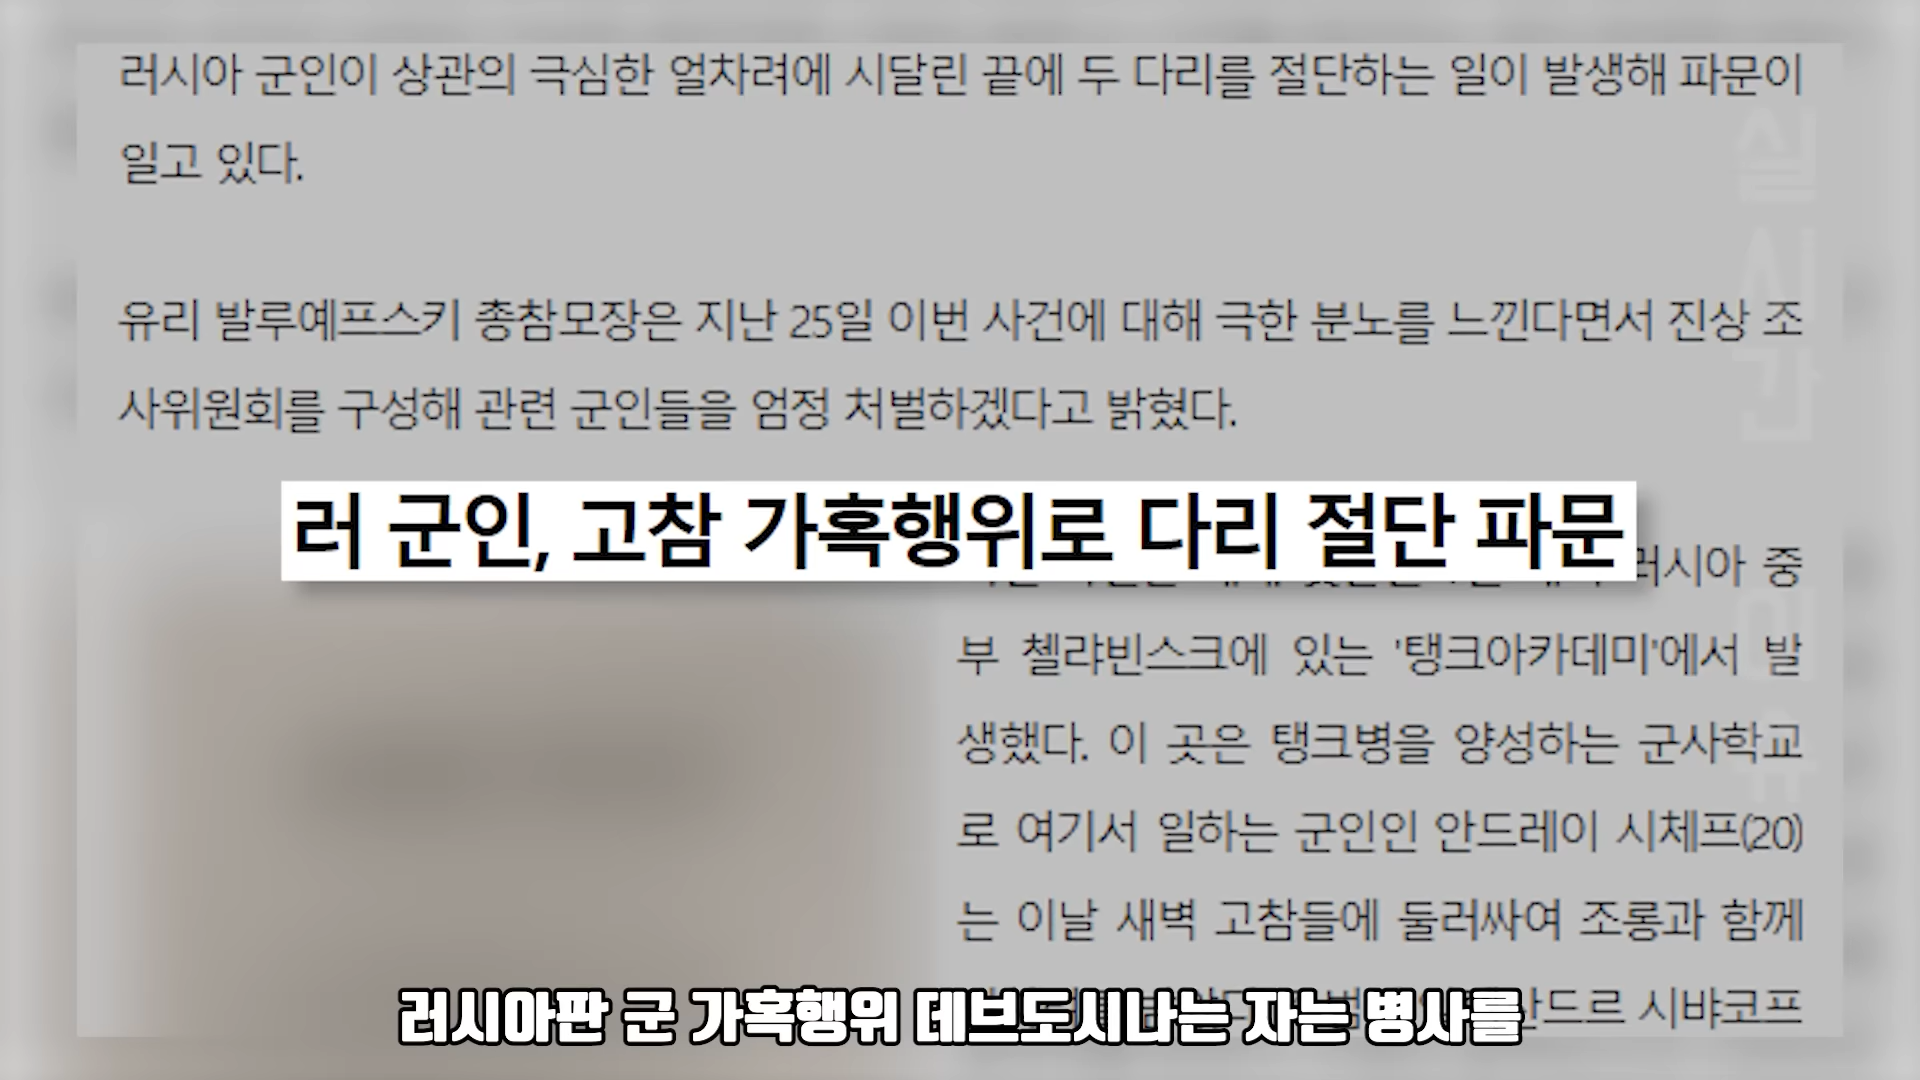 러시아 군인이 상관의 극심한 얼차려에 시달린 끝에 두 다리를 절단하는 일이 발생해 파문이
일고 있다.
유리 발루예프스키 총참모장은 지난 25일 이번 사건에 대해 극한 분노를 느낀다면서 진상 조
사위원회를 구성해 관련 군인들을 엄정 처벌하겠다고 밝혔다.
러 군인, 고참 가혹행위로 다리 절단 파문
러시아 중
부 첼랴빈스크에 있는 '탱크아카데미'에서 발
생했다. 이 곳은 탱크병을 양성하는 군사학교
로 여기서 일하는 군인인 안드레이 시체프(20)
는 이날 새벽 고참들에 둘러싸여 조롱과 함께
시뱌코프
러시아판 군 가혹행위 데브도시나는 자는 병사를
실시간이슈